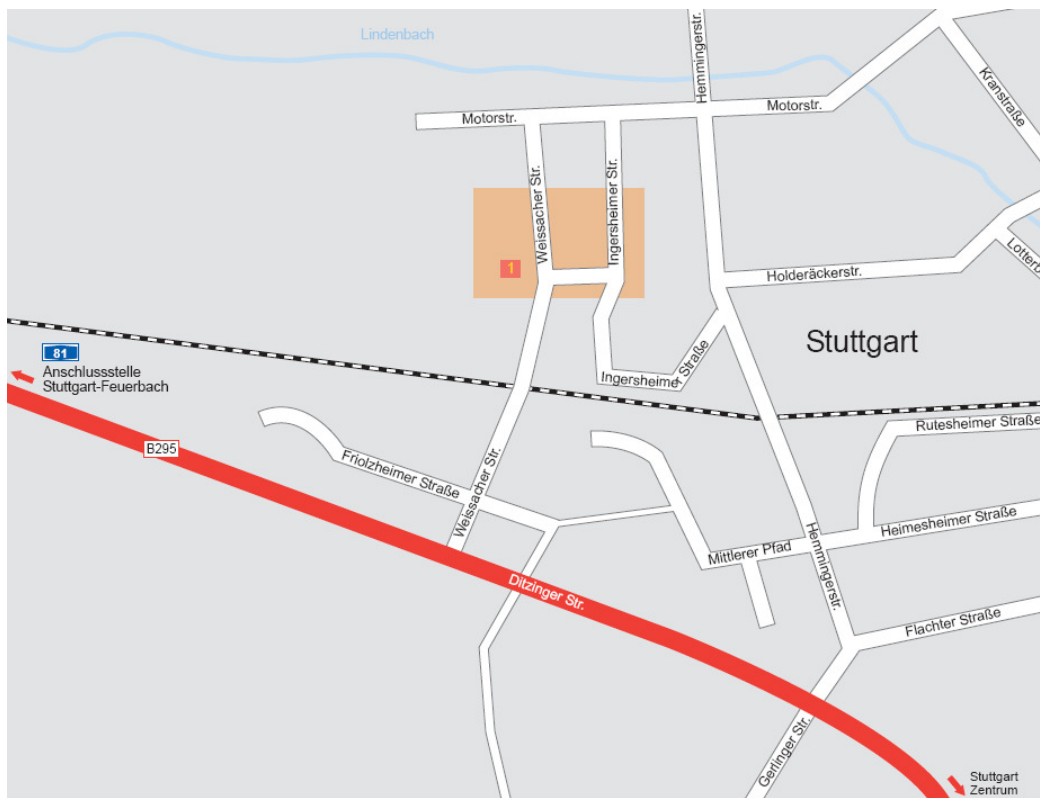 Lindenbach
Hemmingerstr.
Kranstraße
Motorstr.
Motorstr.
Weissacher Str.
Ingersheimer Str.
1
Holderäckerstr.
Stuttgart
81
Anschlussstelle
Stuttgart-Feuerbach
Ingersheimer Straße
Rutesheimer Straße
B295
Friolzheimer Straße
Weissacher Str.
Heimesheimer Straße
Mittlerer Pfad
Hemmingerstr.
Ditzinger Str.
Flachter Straße
Gerlinger Str.
Stuttgart
Zentrum